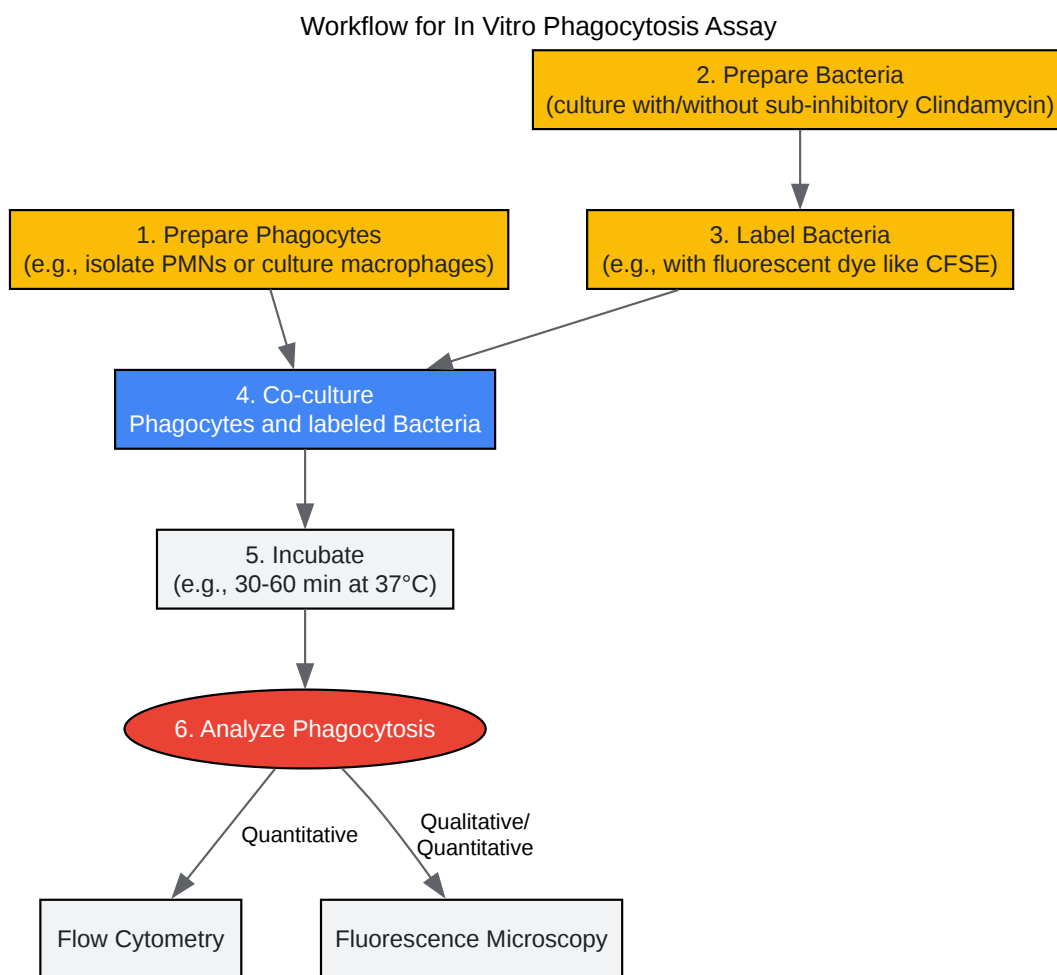 Workflow for In Vitro Phagocytosis Assay
2. Prepare Bacteria
(culture with/without sub-inhibitory Clindamycin)
1. Prepare Phagocytes
(e.g., isolate PMNs or culture macrophages)
3. Label Bacteria
(e.g., with fluorescent dye like CFSE)
4. Co-culture
Phagocytes and labeled Bacteria
5. Incubate
(e.g., 30-60 min at 37°C)
6. Analyze Phagocytosis
Quantitative
Qualitative/
Quantitative
Flow Cytometry
Fluorescence Microscopy